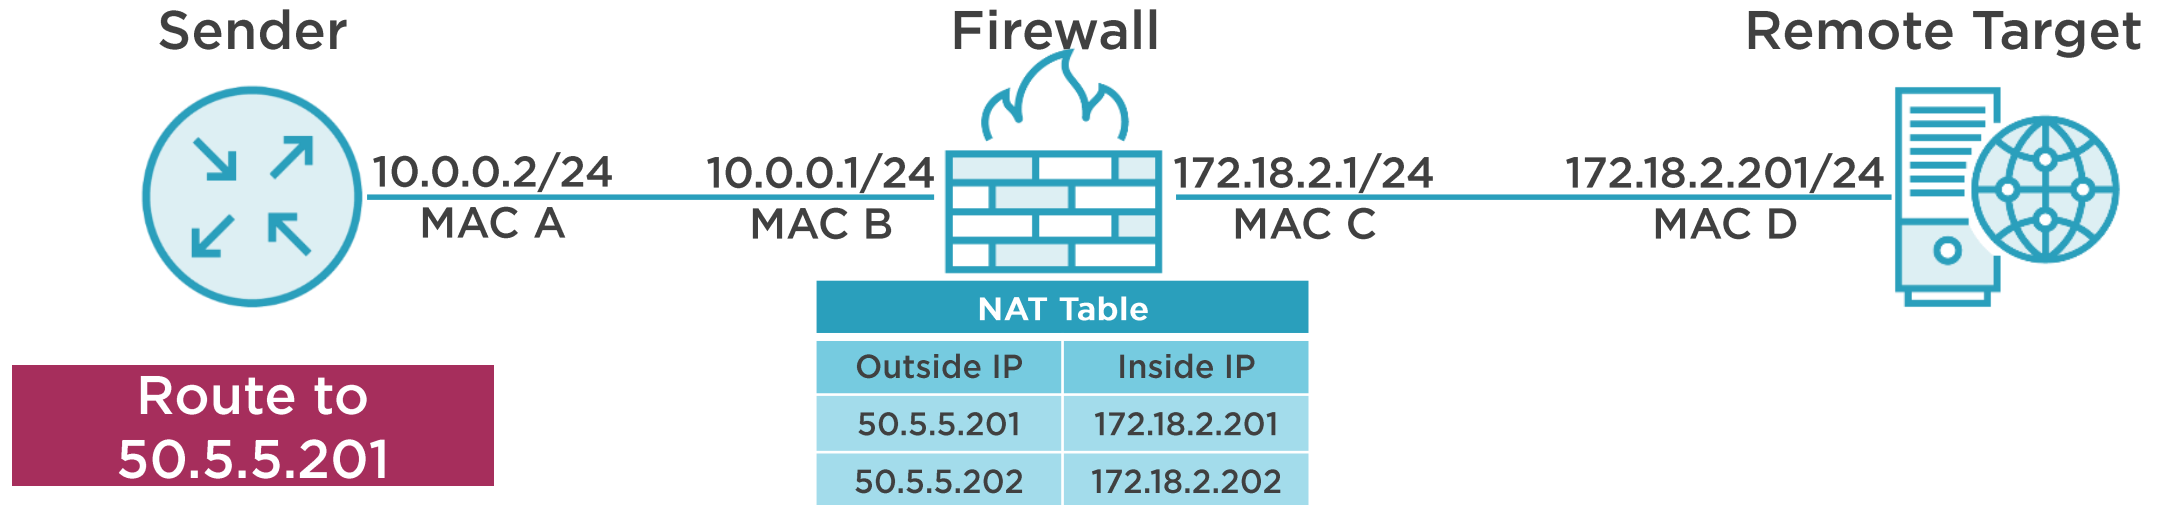 Sender
Firewall
Remote Target
10.0.0.2/24
MAC A
10.0.0.1/24
MAC B
172.18.2.1/24
MAC C
172.18.2.201/24
MAC D
Route to
50.5.5.201
NAT Table
Outside IP
Inside IP
50.5.5.201
172.18.2.201
50.5.5.202
172.18.2.202